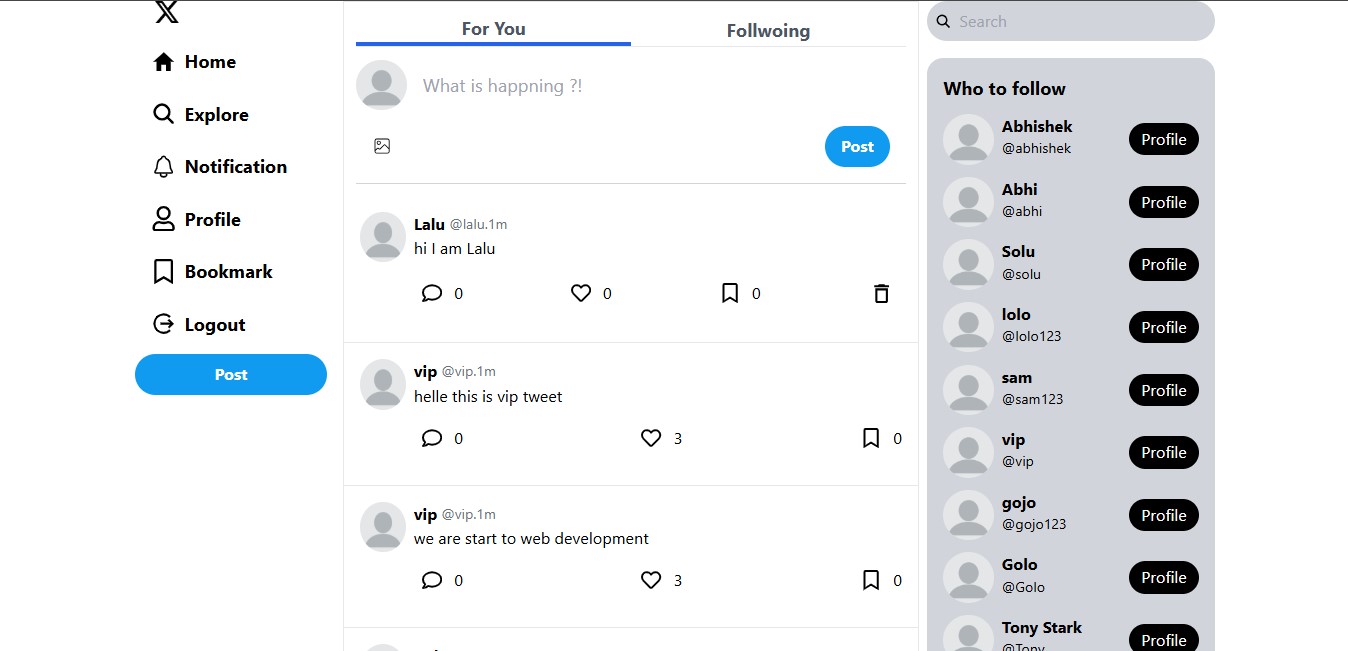 Home
Explore
Notification
Profile
Bookmark
Logout
Post
For You
Follwoing
What is happning ?!
Post
Lalu @lalu.1m
hi I am Lalu
0 0 0
vip @vip.1m
helle this is vip tweet
0 3 0
vip @vip.1m
we are start to web development
0 3 0
Search
Who to follow
Abhishek
@abhishek
Profile
Abhi
@abhi
Profile
Solu
@solu
Profile
lolo
@lolo123
Profile
sam
@sam123
Profile
vip
@vip
Profile
gojo
@gojo123
Profile
Golo
@Golo
Profile
Tony Stark
@Tony
Profile